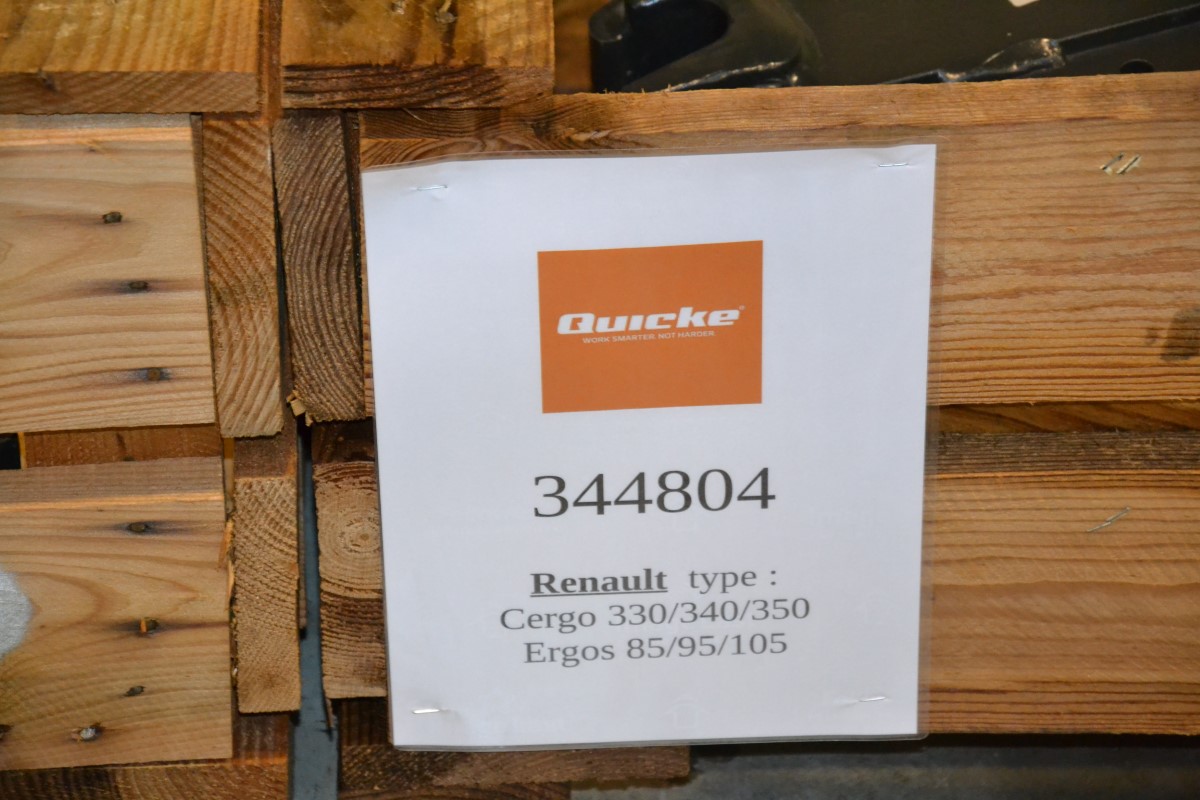 Quicke®
WORK SMARTER. NOT HARDER.
344804
Renault type :
Cergo 330/340/350
Ergos 85/95/105